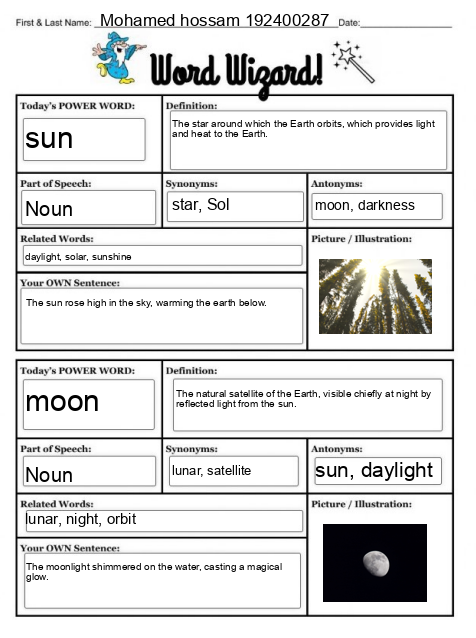 First & Last Name: Mohamed hossam 192400287 Date:
Word Wizard!
Today's POWER WORD:
sun
Definition:
The star around which the Earth orbits, which provides light
and heat to the Earth.
Part of Speech:
Noun
Synonyms:
star, Sol
Antonyms:
moon, darkness
Related Words:
daylight, solar, sunshine
Picture / Illustration:
Your OWN Sentence:
The sun rose high in the sky, warming the earth below.
Today's POWER WORD:
moon
Definition:
The natural satellite of the Earth, visible chiefly at night by
reflected light from the sun.
Part of Speech:
Noun
Synonyms:
lunar, satellite
Antonyms:
sun, daylight
Related Words:
lunar, night, orbit
Picture / Illustration:
Your OWN Sentence:
The moonlight shimmered on the water, casting a magical
glow.